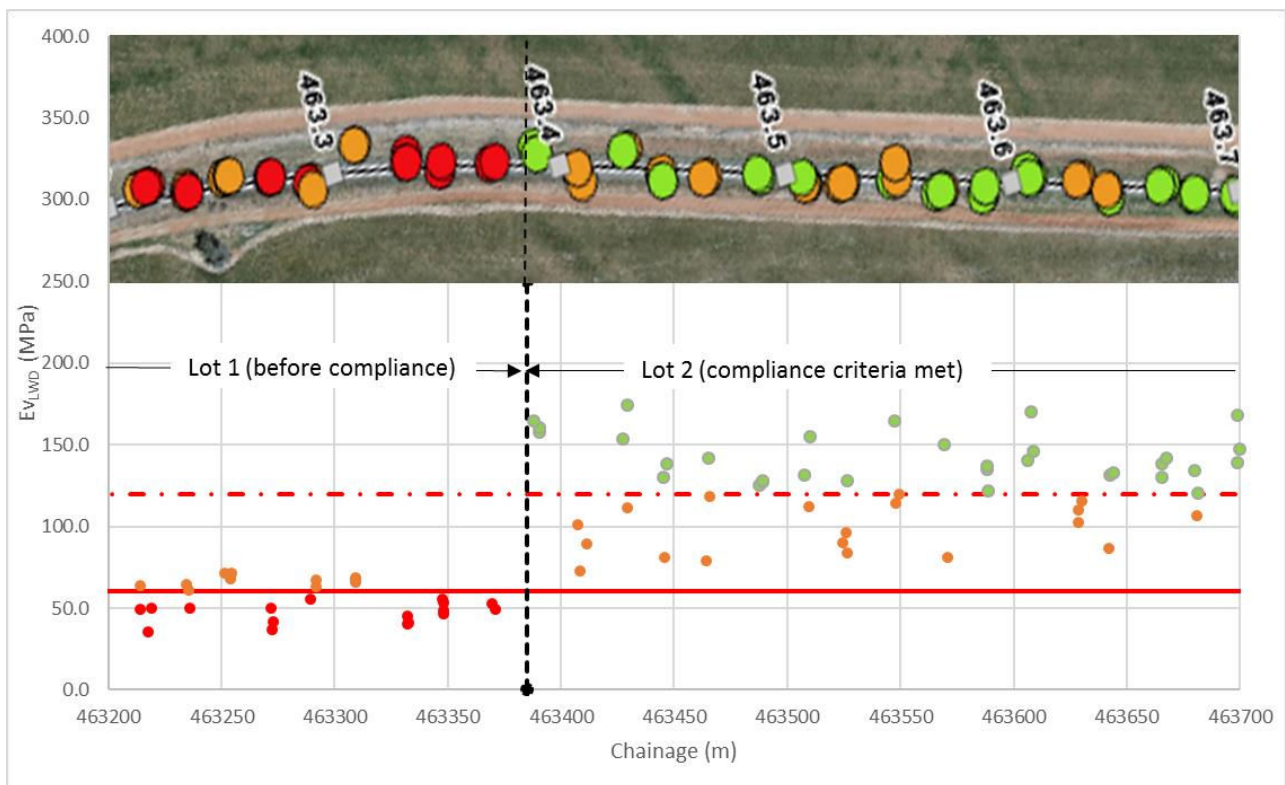 400.0
350.0
300.0
250.0
200.0
150.0
100.0
50.0
0.0
Ev_LWD (MPa)
463.3
463.4
463.5
463.6
463.7
Lot 1 (before compliance)
Lot 2 (compliance criteria met)
463200 463250 463300 463350 463400 463450 463500 463550 463600 463650 463700
Chainage (m)